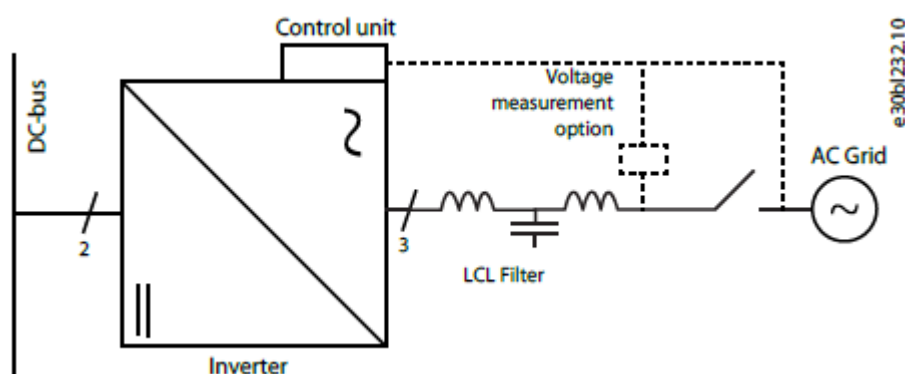 Control unit
DC-bus
Voltage
measurement
option
e30bl232.10
AC Grid
2
3
LCL Filter
Inverter